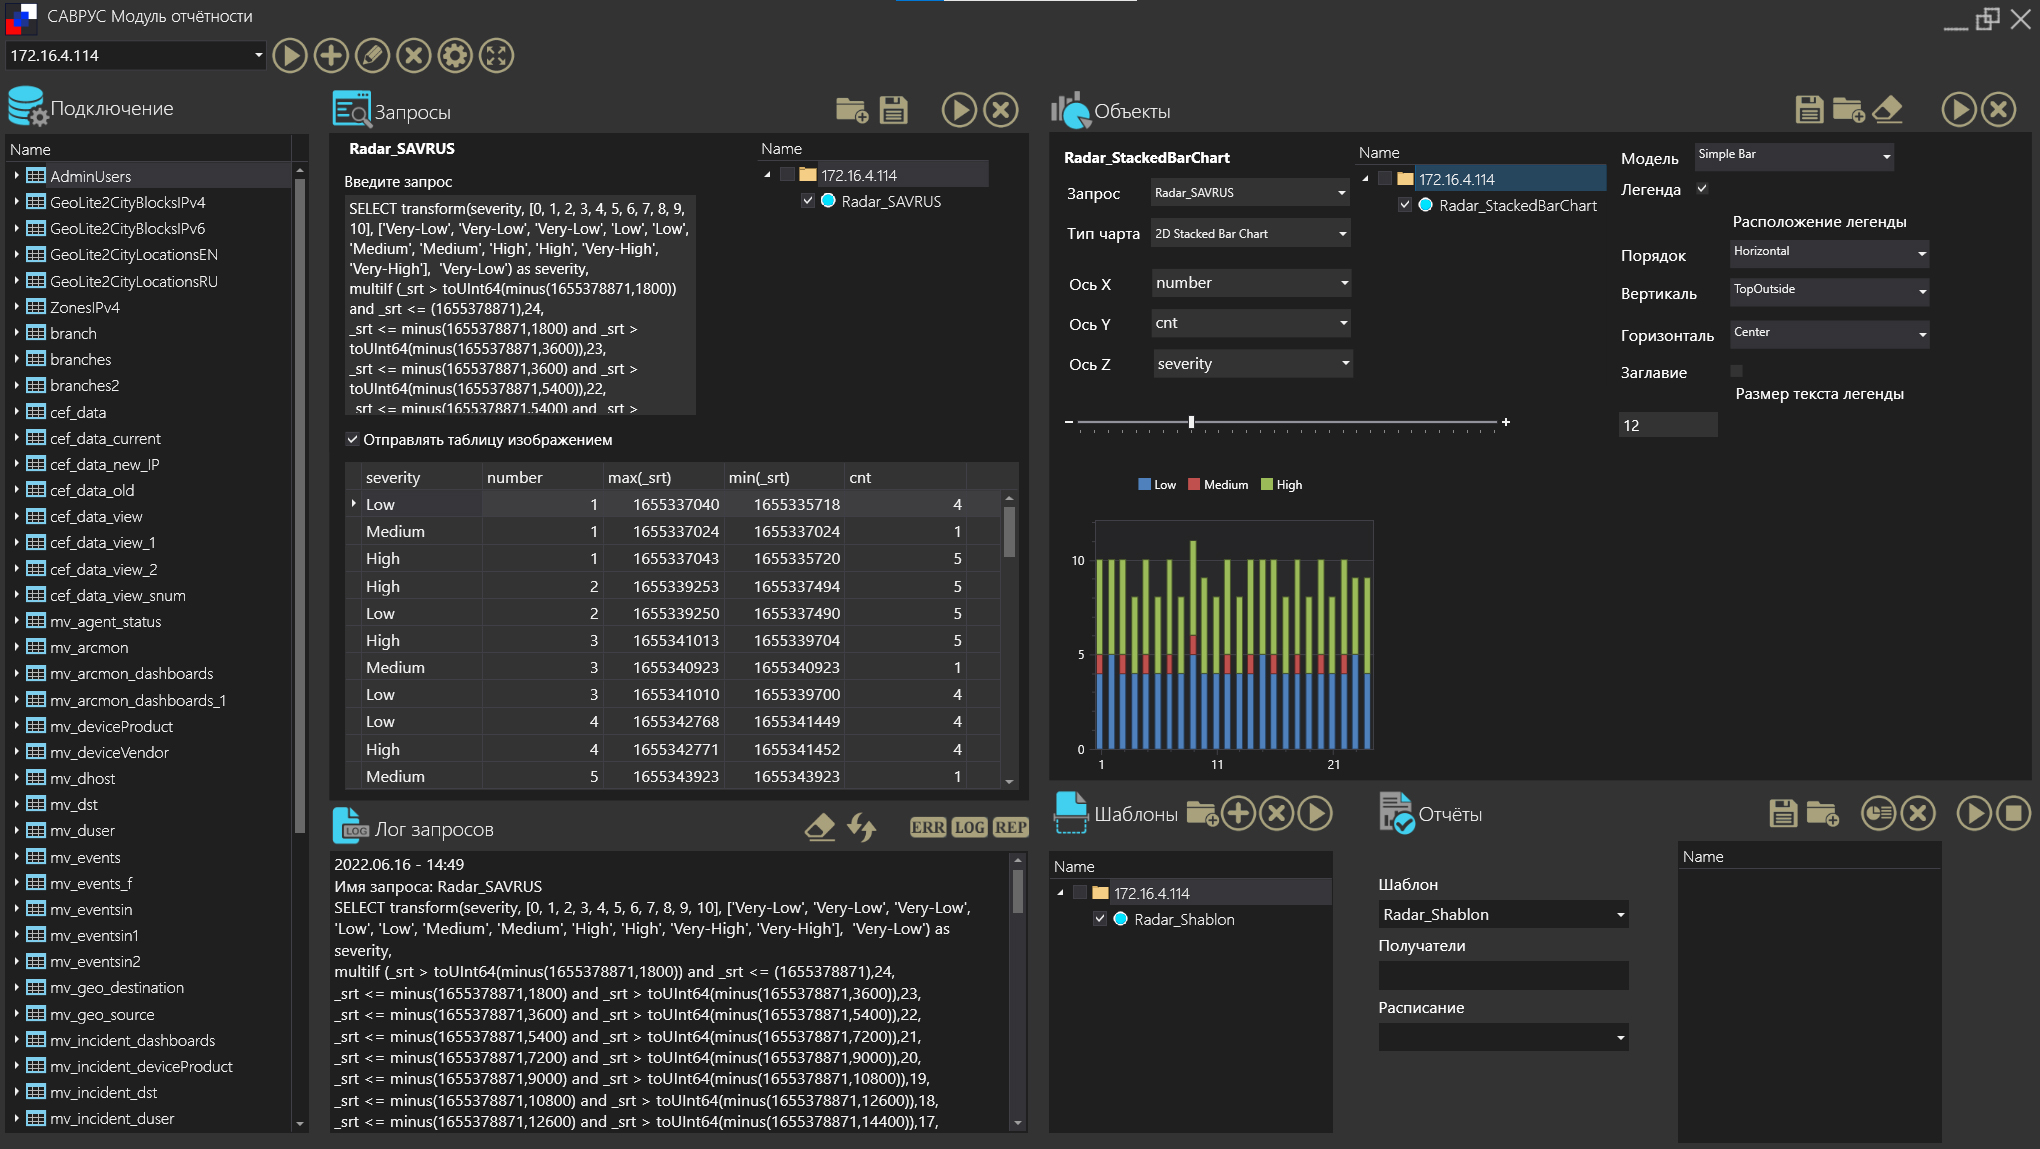 САВРУС Модуль отчётности
172.16.4.114
Подключение
Name
AdminUsers
GeoLite2CityBlocksIPv4
GeoLite2CityBlocksIPv6
GeoLite2CityLocationsEN
GeoLite2CityLocationsRU
ZonesIPv4
branch
branches
branches2
cef_data
cef_data_current
cef_data_new_IP
cef_data_old
cef_data_view
cef_data_view_1
cef_data_view_2
cef_data_view_snum
mv_agent_status
mv_arcmon
mv_arcmon_dashboards
mv_arcmon_dashboards_1
mv_deviceProduct
mv_deviceVendor
mv_dhost
mv_dst
mv_duser
mv_events
mv_events_f
mv_eventsin
mv_eventsin1
mv_eventsin2
mv_geo_destination
mv_geo_source
mv_incident_dashboards
mv_incident_deviceProduct
mv_incident_dst
mv_incident_duser
Запросы
Radar_SAVRUS
Введите запрос
SELECT transform(severity, [0, 1, 2, 3, 4, 5, 6, 7, 8, 9,
10], ['Very-Low', 'Very-Low', 'Very-Low', 'Low', 'Low',
'Medium', 'Medium', 'High', 'High', 'Very-High',
'Very-High'],  'Very-Low') as severity,
multiIf (_srt > toUInt64(minus(1655378871,1800))
and _srt <= (1655378871),24,
_srt <= minus(1655378871,1800) and _srt >
toUInt64(minus(1655378871,3600)),23,
_srt <= minus(1655378871,3600) and _srt >
toUInt64(minus(1655378871,5400)),22,
_srt <= minus(1655378871,5400) and _srt >
Name
172.16.4.114
Radar_SAVRUS
Отправлять таблицу изображением
severity number max(_srt) min(_srt) cnt
Low 1 1655337040 1655335718 4
Medium 1 1655337024 1655337024 1
High 1 1655337043 1655335720 5
High 2 1655339253 1655337494 5
Low 2 1655339250 1655337490 5
High 3 1655341013 1655339704 5
Medium 3 1655340923 1655340923 1
Low 3 1655341010 1655339700 4
Low 4 1655342768 1655341449 4
High 4 1655342771 1655341452 4
Medium 5 1655343923 1655343923 1
Лог запросов
LOG
ERR LOG REP
2022.06.16 - 14:49
Имя запроса: Radar_SAVRUS
SELECT transform(severity, [0, 1, 2, 3, 4, 5, 6, 7, 8, 9, 10], ['Very-Low', 'Very-Low', 'Very-Low',
'Low', 'Low', 'Medium', 'Medium', 'High', 'High', 'Very-High', 'Very-High'],  'Very-Low') as
severity,
multiIf (_srt > toUInt64(minus(1655378871,1800)) and _srt <= (1655378871),24,
_srt <= minus(1655378871,1800) and _srt > toUInt64(minus(1655378871,3600)),23,
_srt <= minus(1655378871,3600) and _srt > toUInt64(minus(1655378871,5400)),22,
_srt <= minus(1655378871,5400) and _srt > toUInt64(minus(1655378871,7200)),21,
_srt <= minus(1655378871,7200) and _srt > toUInt64(minus(1655378871,9000)),20,
_srt <= minus(1655378871,9000) and _srt > toUInt64(minus(1655378871,10800)),19,
_srt <= minus(1655378871,10800) and _srt > toUInt64(minus(1655378871,12600)),18,
_srt <= minus(1655378871,12600) and _srt > toUInt64(minus(1655378871,14400)),17,
Объекты
Radar_StackedBarChart
Запрос Radar_SAVRUS
Тип чарта 2D Stacked Bar Chart
Ось X number
Ось Y cnt
Ось Z severity
Name
172.16.4.114
Radar_StackedBarChart
Модель Simple Bar
Легенда
Расположение легенды
Порядок Horizontal
Вертикаль TopOutside
Горизонталь Center
Заглавие
Размер текста легенды
12
Low Medium High
10
5
0
1 11 21
Шаблоны
Name
172.16.4.114
Radar_Shablon
Отчёты
Шаблон
Radar_Shablon
Получатели
Расписание
Name